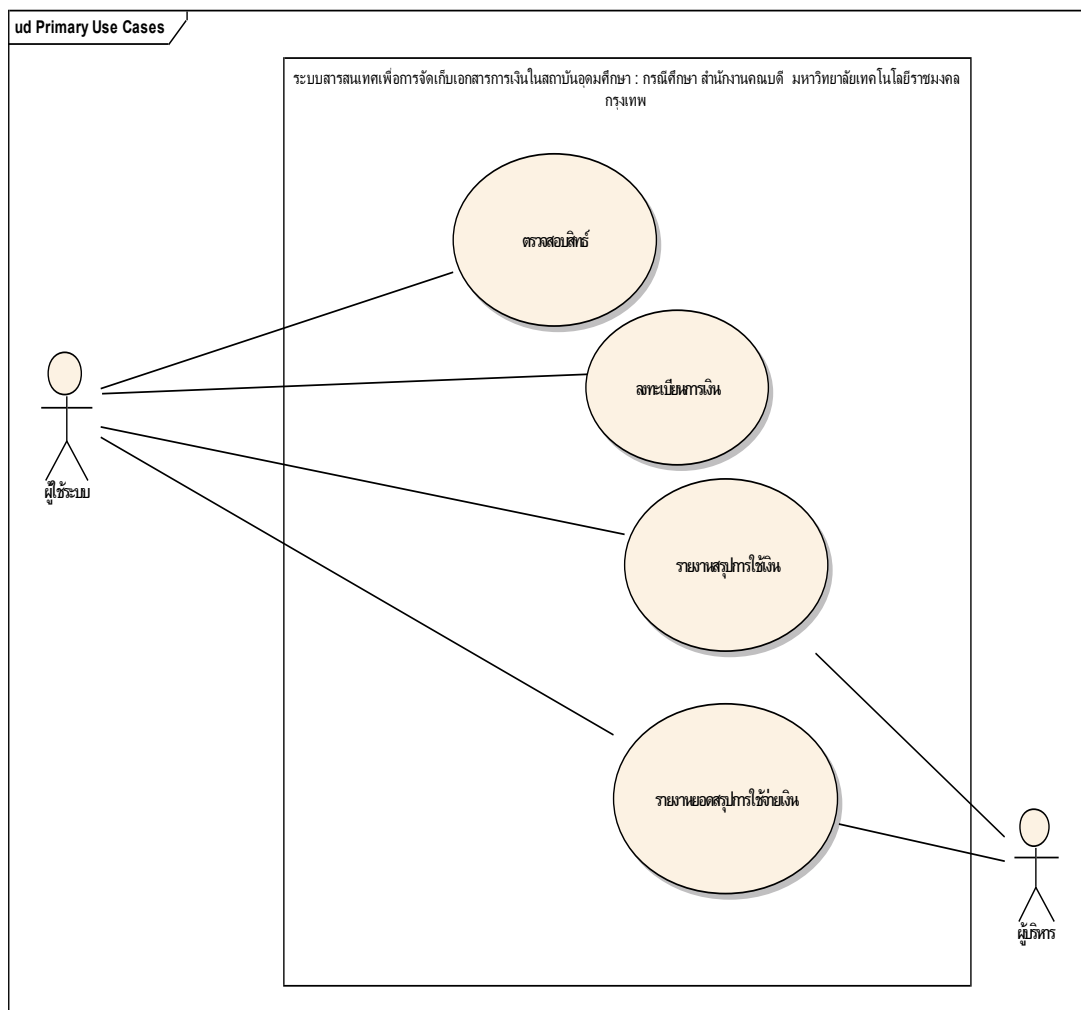 ud Primary Use Cases
ระบบสารสนเทศเพื่อการจัดเก็บเอกสารการเงินในสถาบันอุดมศึกษา : กรณีศึกษา สำนักงานคณบดี มหาวิทยาลัยเทคโนโลยีราชมงคล
กรุงเทพ
ตรวจสอบสิทธ์
ลงทะเบียนการเงิน
ผู้ใช้ระบบ
รายงานสรุปการใช้เงิน
รายงานยอดสรุปการใช้จ่ายเงิน
ผู้บริหาร